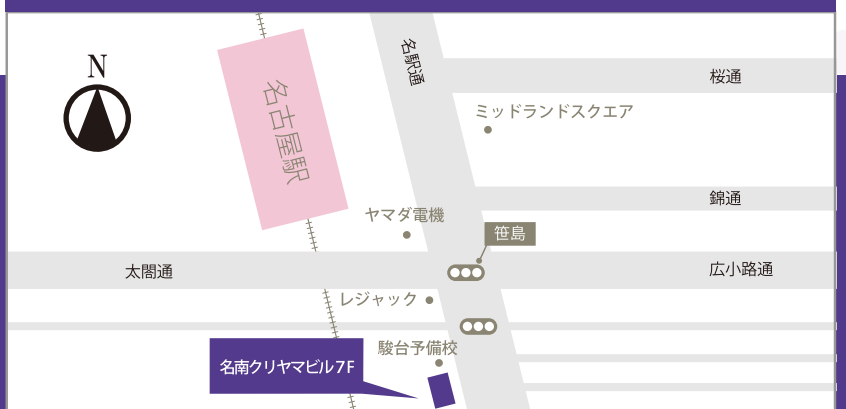 N
名駅通
桜通
名古屋駅
ミッドランドスクエア
錦通
ヤマダ電機
笹島
太閤通
広小路通
レジャック
駿台予備校
名南クリヤマビル7F